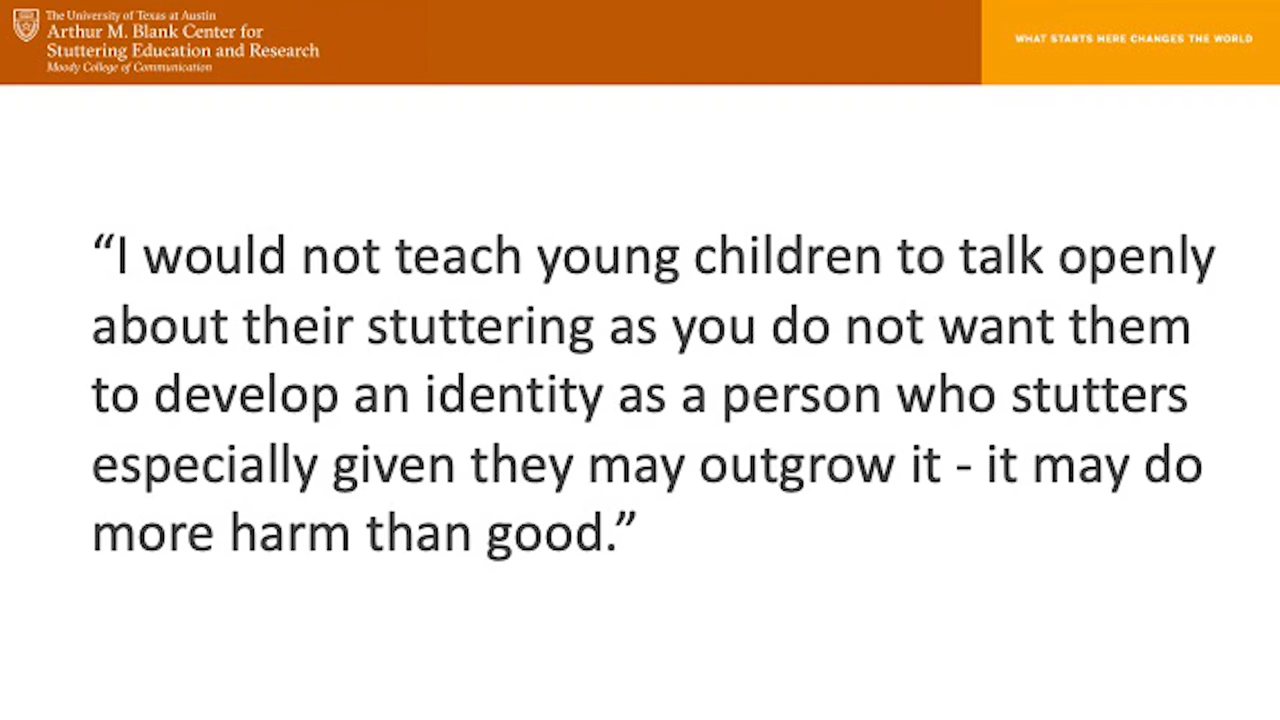 The University of Texas at Austin
Arthur M. Blank Center for
Stuttering Education and Research
Moody College of Communication
WHAT STARTS HERE CHANGES THE WORLD
“I would not teach young children to talk openly
about their stuttering as you do not want them
to develop an identity as a person who stutters
especially given they may outgrow it - it may do
more harm than good.”